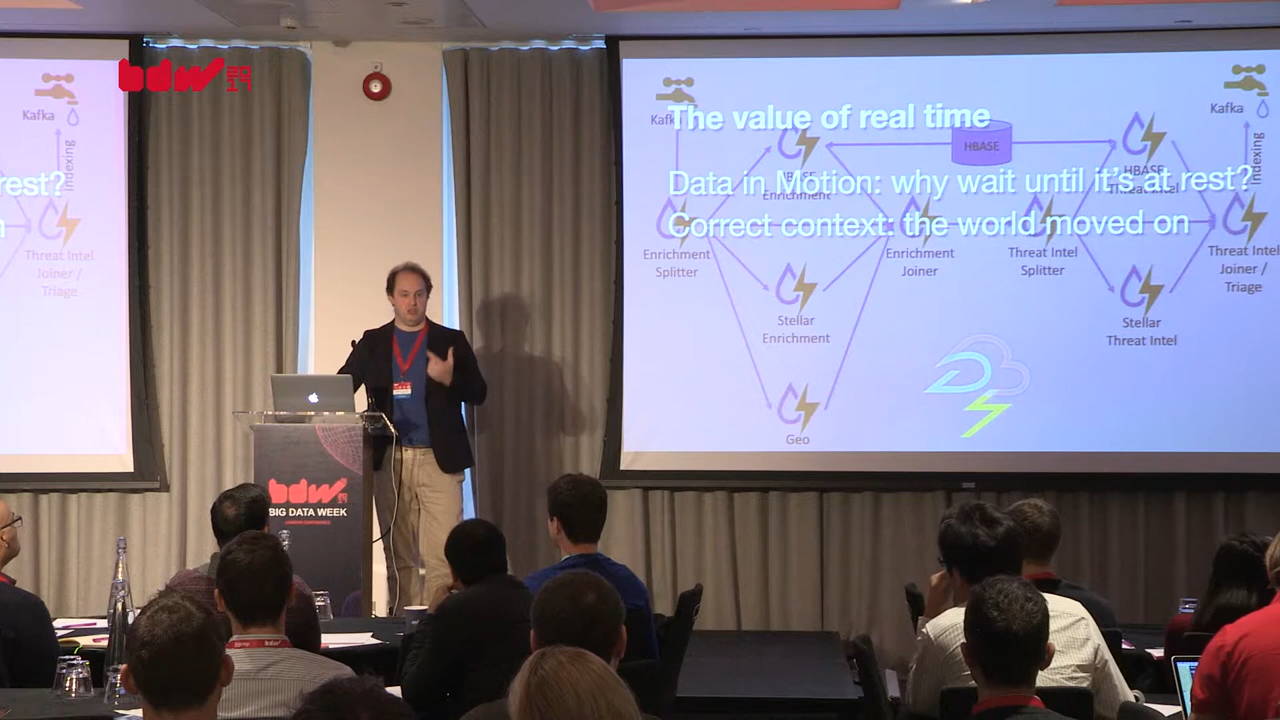 bdw 2017
Kafka
Indexing
rest?
Threat Intel
Joiner /
Triage
bdw
BIG DATA WEEK
The value of real time
Data in Motion: why wait until it's at rest?
Correct context: the world moved on
Kafka
HBASE
HBASE
Enrichment
HBASE
Threat Intel
Kafka
Indexing
Enrichment
Splitter
Enrichment
Joiner
Threat Intel
Splitter
Threat Intel
Joiner /
Triage
Stellar
Enrichment
Stellar
Threat Intel
Geo